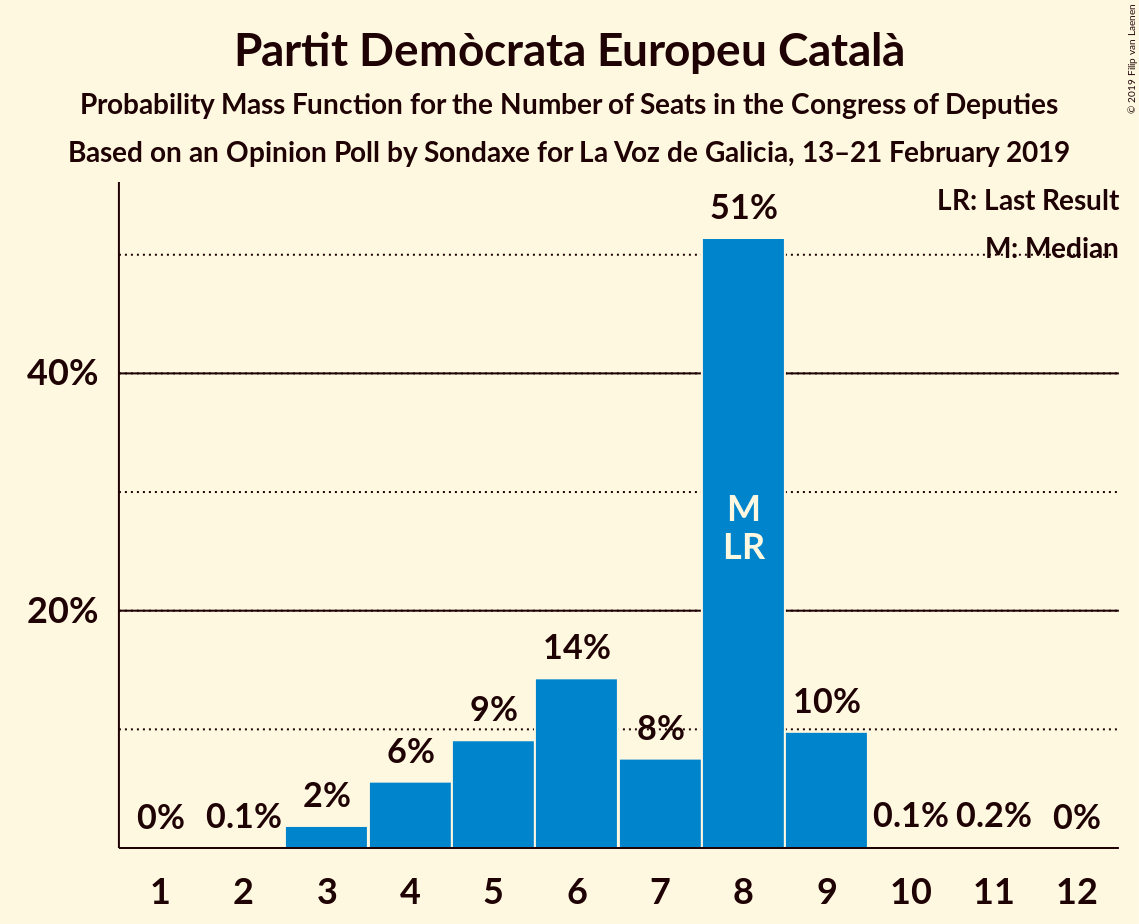 Partit Demòcrata Europeu Català
Probability Mass Function for the Number of Seats in the Congress of Deputies
Based on an Opinion Poll by Sondaxe for La Voz de Galicia, 13–21 February 2019
© 2019 Filip van Laenen
LR: Last Result
M: Median
51%
40%
M
LR
20%
14%
10%
9%
8%
6%
2%
0% 0.1% 0.1% 0.2% 0%
1 2 3 4 5 6 7 8 9 10 11 12